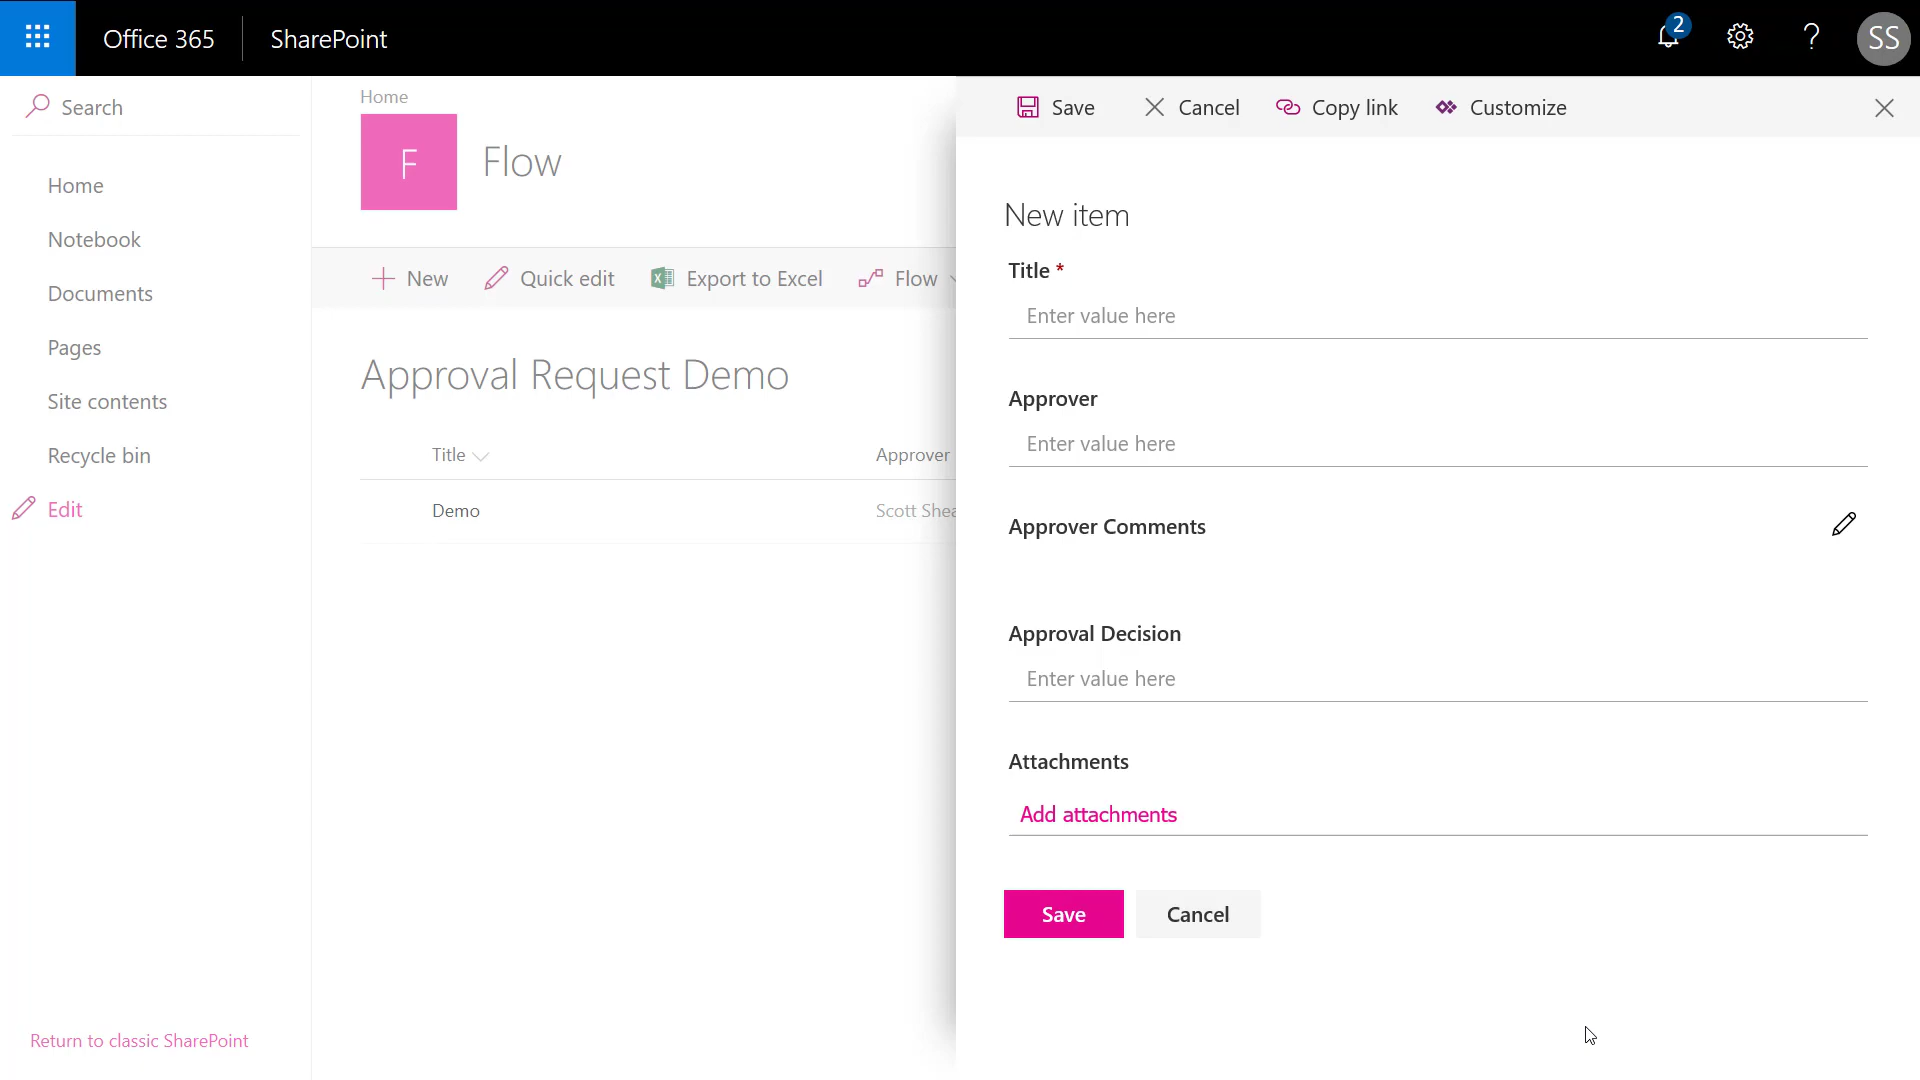 Office 365
SharePoint
2
?
SS
Search
Home
Notebook
Documents
Pages
Site contents
Recycle bin
Edit
Return to classic SharePoint
Home
F
Flow
New
Quick edit
Export to Excel
Flow
Approval Request Demo
Title
Approver
Demo
Scott Shea
Save
Cancel
Copy link
Customize
New item
Title *
Enter value here
Approver
Enter value here
Approver Comments
Approval Decision
Enter value here
Attachments
Add attachments
Save
Cancel